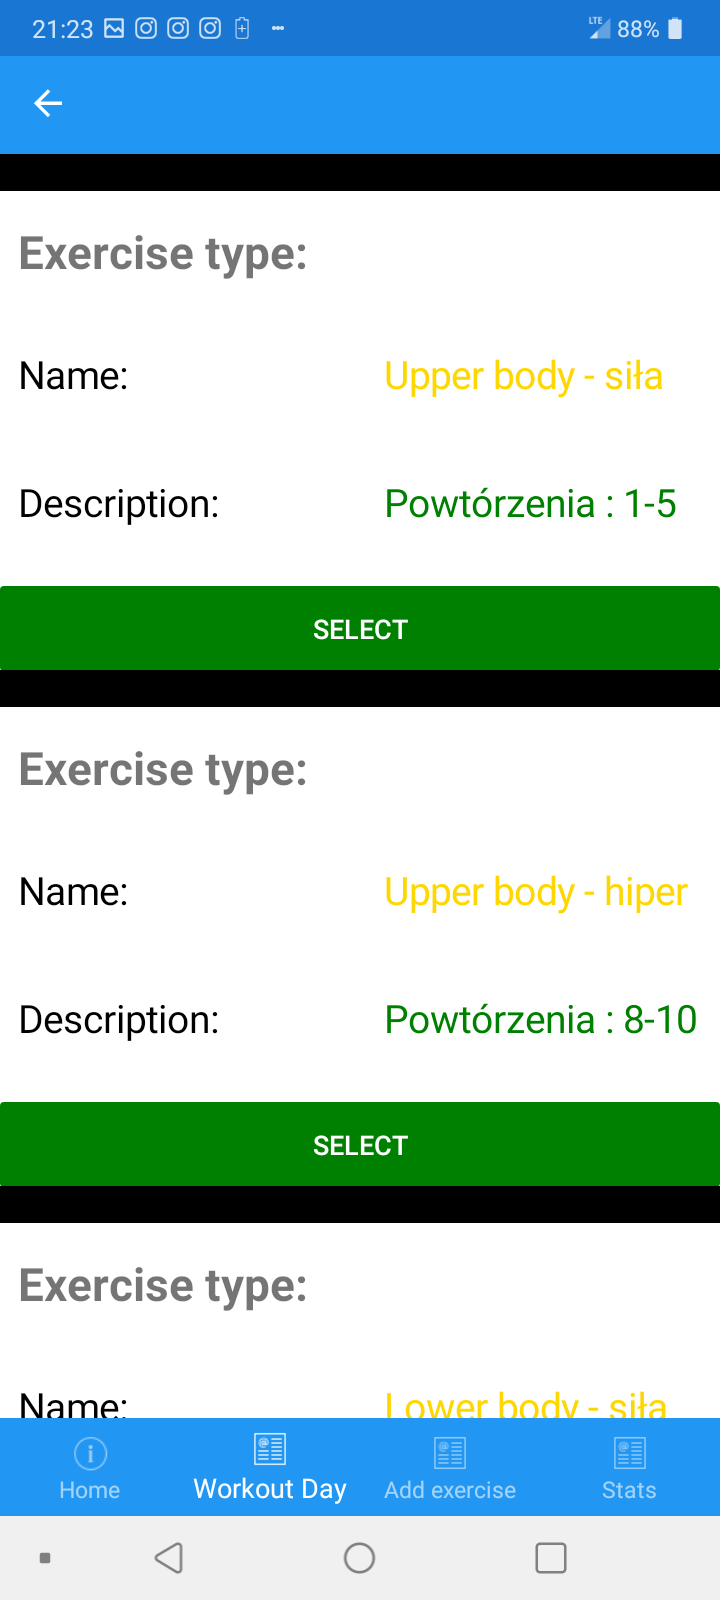 21:23 LTE 88%
Exercise type:
Name: Upper body - siła
Description: Powtórzenia : 1-5
SELECT
Exercise type:
Name: Upper body - hiper
Description: Powtórzenia : 8-10
SELECT
Exercise type:
Name: Lower body - siła
Home Workout Day Add exercise Stats